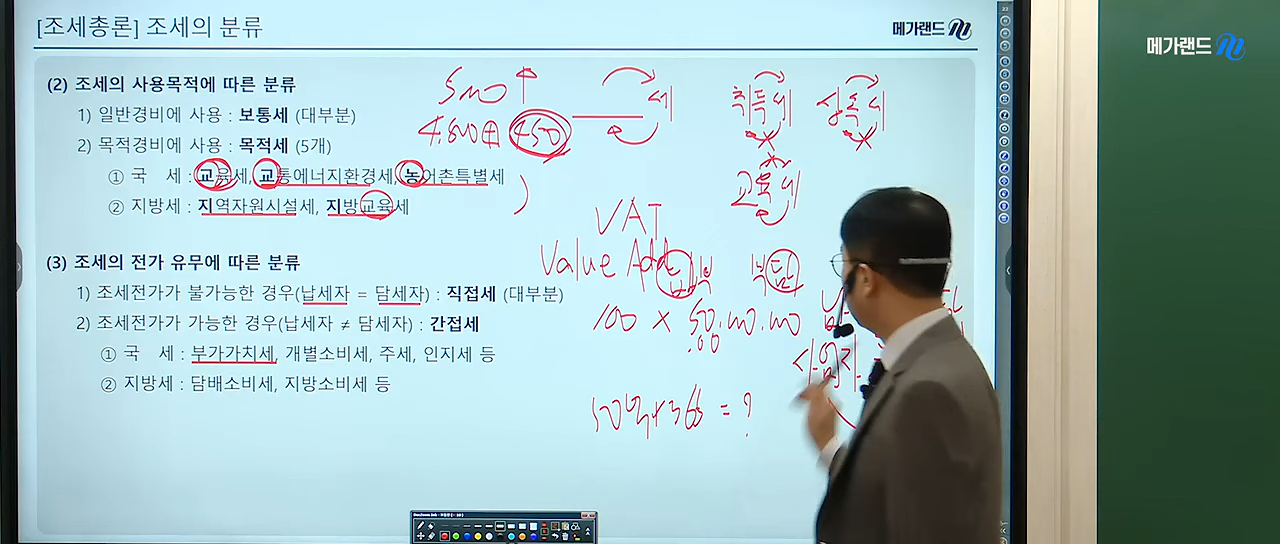 [조세총론] 조세의 분류
메가랜드
메가랜드
(2) 조세의 사용목적에 따른 분류
1) 일반경비에 사용 : 보통세 (대부분)
2) 목적경비에 사용 : 목적세 (5개)
① 국 세 : 교육세, 교통에너지환경세, 농어촌특별세
② 지방세 : 지역자원시설세, 지방교육세
(3) 조세의 전가 유무에 따른 분류
1) 조세전가가 불가능한 경우(납세자 = 담세자) : 직접세 (대부분)
2) 조세전가가 가능한 경우(납세자 ≠ 담세자) : 간접세
① 국 세 : 부가가치세, 개별소비세, 주세, 인지세 등
② 지방세 : 담배소비세, 지방소비세 등
세
취득세
상속세
450
교육세
VAT
Value Add
납부
부담
100 × 50.00
= ?